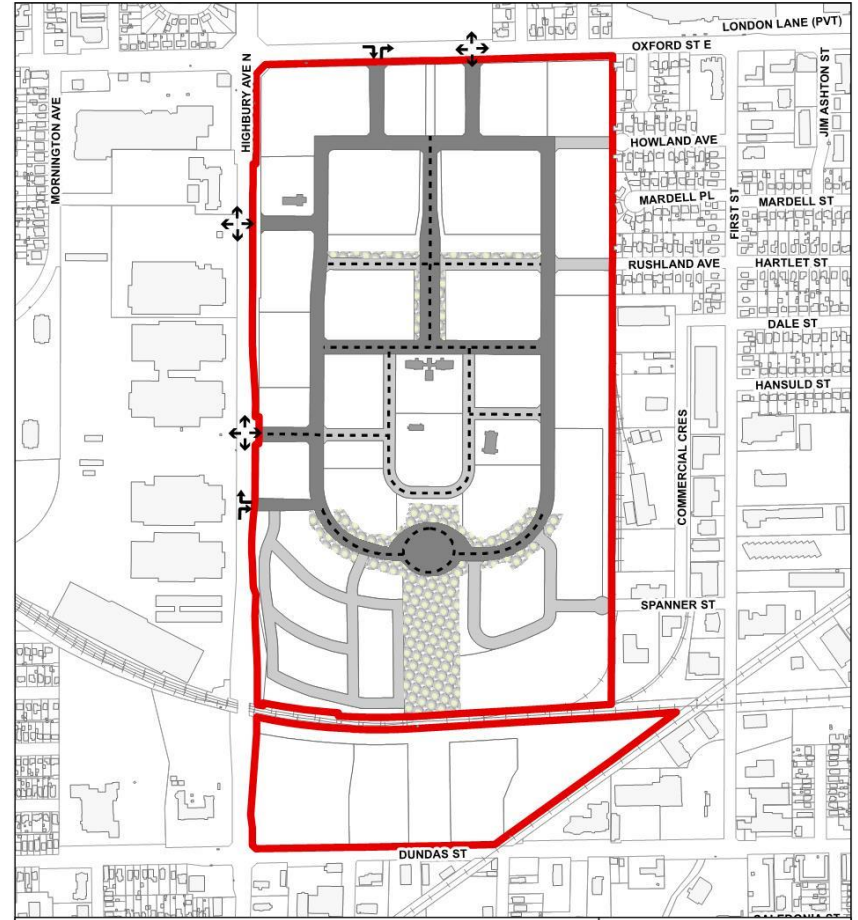 LONDON LANE (PVT)
OXFORD ST E
HIGHBURY AVE N
MORNINGTON AVE
JIM ASHTON ST
HOWLAND AVE
MARDELL PL
FIRST ST
MARDELL ST
RUSHLAND AVE
HARTLET ST
DALE ST
HANSULD ST
COMMERCIAL CRES
SPANNER ST
DUNDAS ST